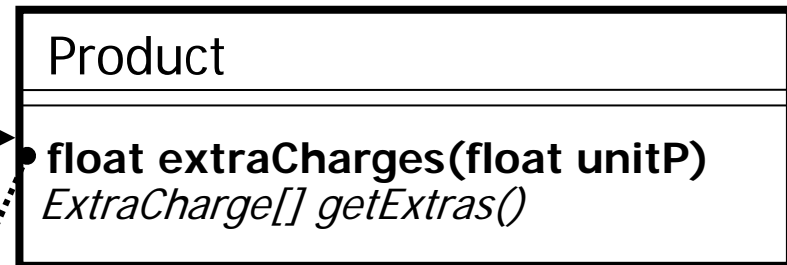 Product
float extraCharges(float unitP)
ExtraCharge[] getExtras()